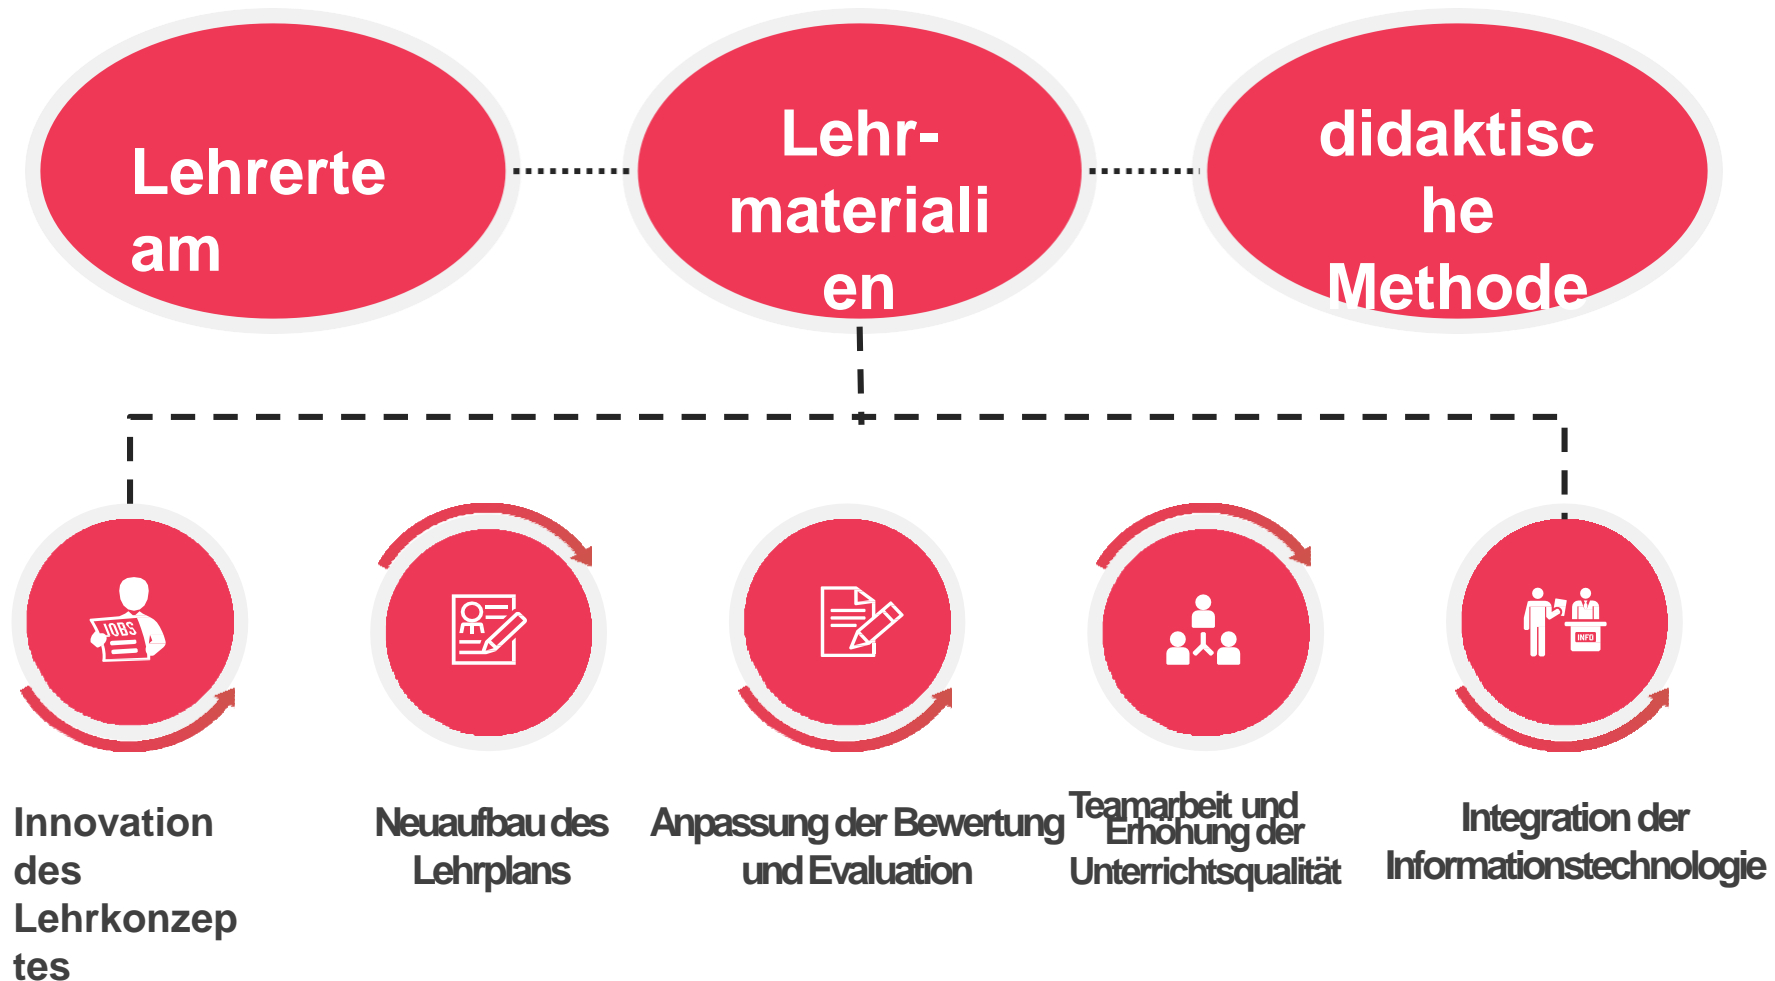 Lehrerte
am
Lehr-
materiali
en
didaktisc
he
Methode
JOBS
INFO
Innovation
des
Lehrkonzep
tes
Neuaufbau des
Lehrplans
Anpassung der Bewertung
und Evaluation
Teamarbeit und
Erhöhung der
Unterrichtsqualität
Integration der
Informationstechnologie